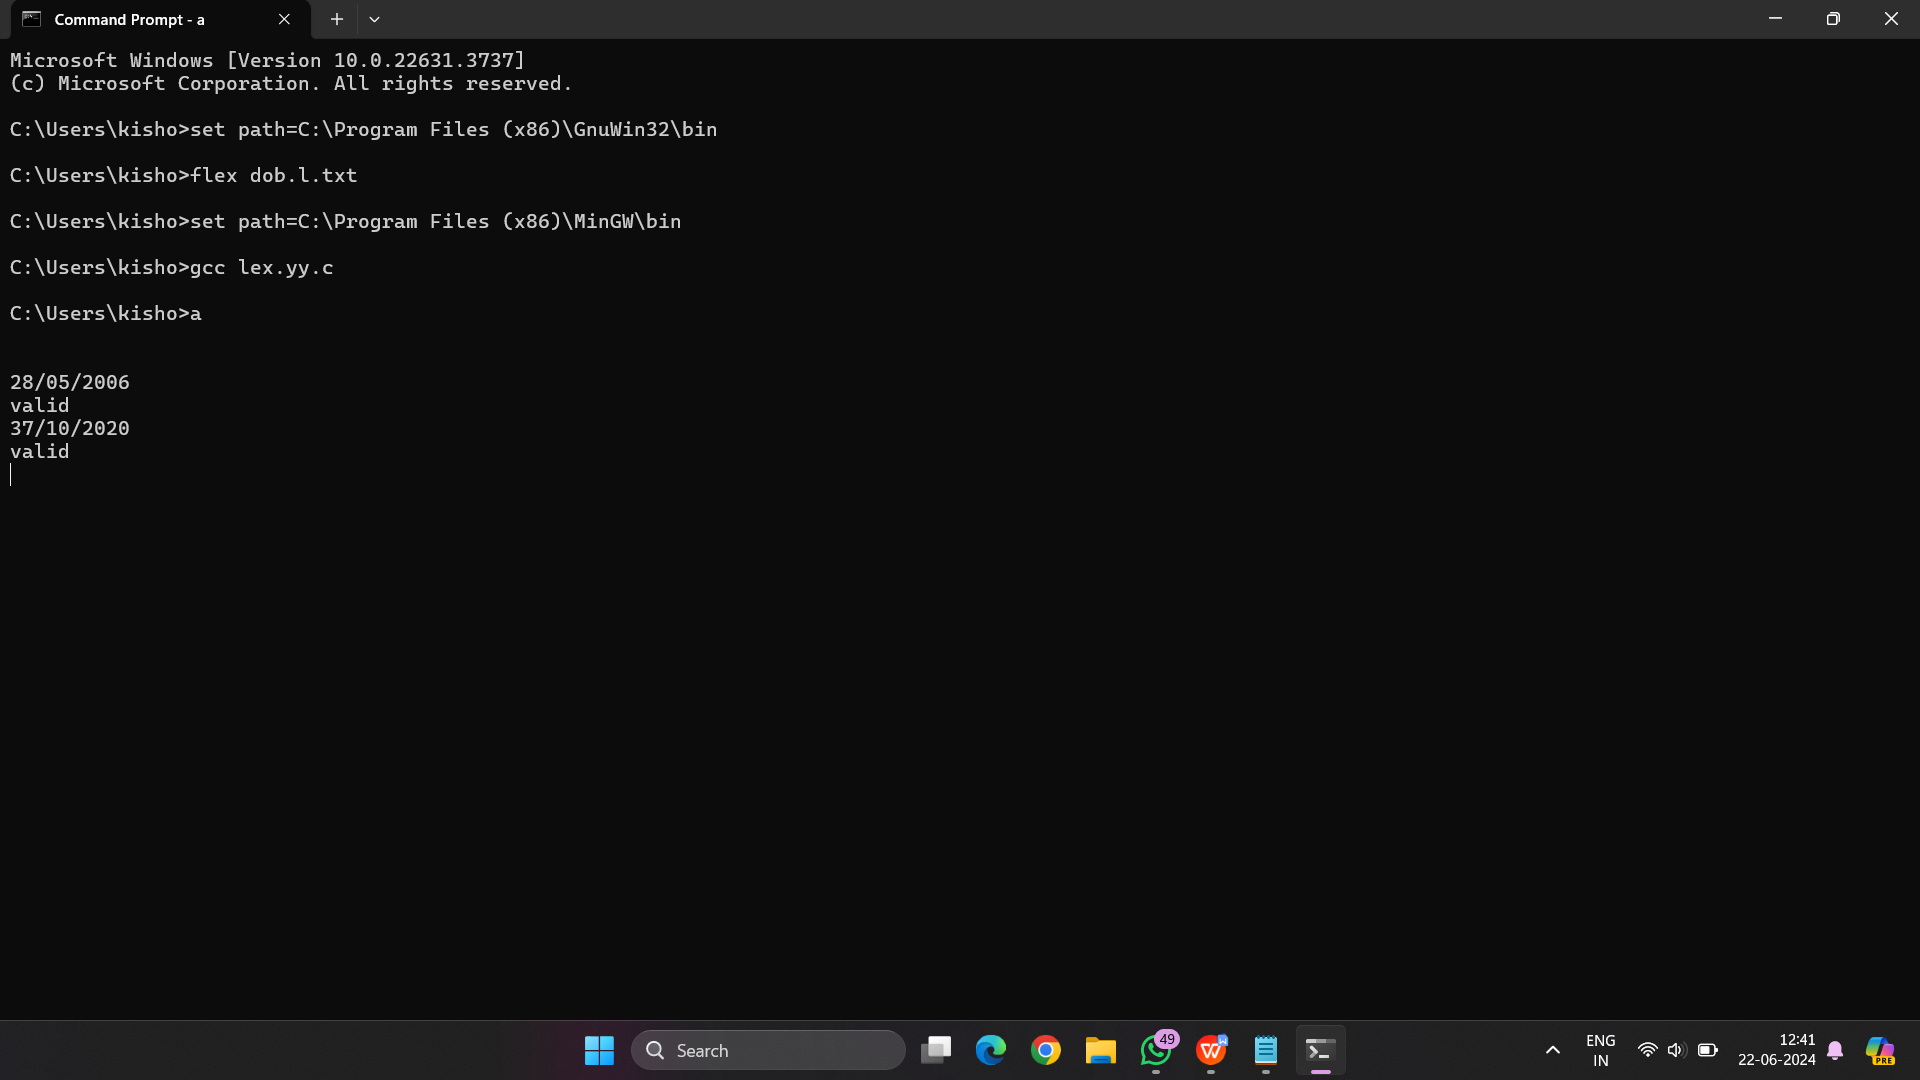 Command Prompt - a
Microsoft Windows [Version 10.0.22631.3737]
(c) Microsoft Corporation. All rights reserved.
C:\Users\kisho>set path=C:\Program Files (x86)\GnuWin32\bin
C:\Users\kisho>flex dob.l.txt
C:\Users\kisho>set path=C:\Program Files (x86)\MinGW\bin
C:\Users\kisho>gcc lex.yy.c
C:\Users\kisho>a
28/05/2006
valid
37/10/2020
valid
Search
49
W
W
ENG
IN
12:41
22-06-2024
PRE